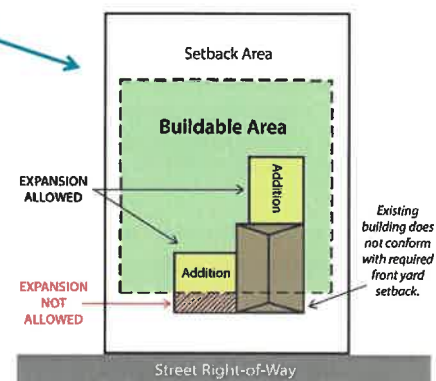 Setback Area
Buildable Area
Addition
EXPANSION
ALLOWED
Existing
building does
not conform
with required
front yard
setback.
Addition
EXPANSION
NOT
ALLOWED
Street Right-of-Way